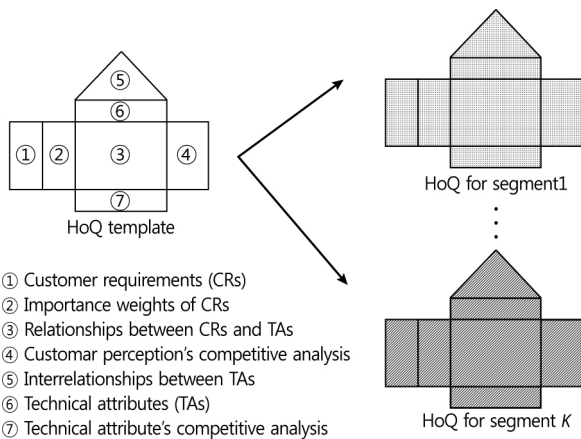 ⑤
⑥
① ② ③ ④
⑦
HoQ template
① Customer requirements (CRs)
② Importance weights of CRs
③ Relationships between CRs and TAs
④ Customar perception's competitive analysis
⑤ Interrelationships between TAs
⑥ Technical attributes (TAs)
⑦ Technical attribute's competitive analysis
HoQ for segment1
HoQ for segment K